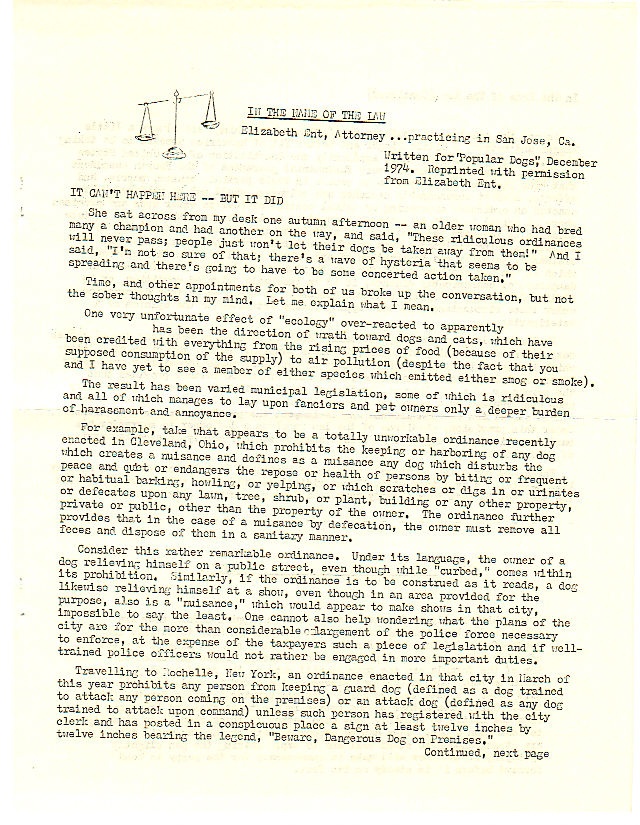 IN THE NAME OF THE LAW
Elizabeth Ent, Attorney ...practicing in San Jose, Ca.
Written for "Popular Dogs", December
1974. Reprinted with permission
from Elizabeth Ent.
IT CAN'T HAPPEN HERE -- BUT IT DID
She sat across from my desk one autumn afternoon -- an older woman who had bred
many a champion and had another on the way, and said, "These ridiculous ordinances
will never pass; people just won't let their dogs be taken away from them!" And I
said, "I'm not so sure of that; there's a wave of hysteria that seems to be
spreading and there's going to have to be some concerted action taken."
Time, and other appointments for both of us broke up the conversation, but not
the sober thoughts in my mind. Let me explain what I mean.
One very unfortunate effect of "ecology" over-reacted to apparently
has been the direction of wrath toward dogs and cats, which have
been credited with everything from the rising prices of food (because of their
supposed consumption of the supply) to air pollution (despite the fact that you
and I have yet to see a member of either species which emitted either smog or smoke).
The result has been varied municipal legislation, some of which is ridiculous
and all of which manages to lay upon fanciers and pet owners only a deeper burden
of harassment and annoyance.
For example, take what appears to be a totally unworkable ordinance recently
enacted in Cleveland, Ohio, which prohibits the keeping or harboring of any dog
which creates a nuisance and defines as a nuisance any dog which disturbs the
peace and quiet or endangers the repose or health of persons by biting or frequent
or habitual barking, howling, or yelping, or which scratches or digs in or urinates
or defecates upon any lawn, tree, shrub, or plant, building or any other property,
private or public, other than the property of the owner. The ordinance further
provides that in the case of a nuisance by defecation, the owner must remove all
feces and dispose of them in a sanitary manner.
Consider this rather remarkable ordinance. Under its language, the owner of a
dog relieving himself on a public street, even though while "curbed," comes within
its prohibition. Similarly, if the ordinance is to be construed as it reads, a dog
likewise relieving himself at a show, even though in an area provided for the
purpose, also is a "nuisance," which would appear to make shows in that city,
impossible to say the least. One cannot also help wondering what the plans of the
city are for the more than considerable enlargement of the police force necessary
to enforce, at the expense of the taxpayers such a piece of legislation and if well-
trained police officers would not rather be engaged in more important duties.
Travelling to Rochelle, New York, an ordinance enacted in that city in March of
this year prohibits any person from keeping a guard dog (defined as a dog trained
to attack any person coming on the premises) or an attack dog (defined as any dog
trained to attack upon command) unless such person has registered with the city
clerk and has posted in a conspicuous place a sign at least twelve inches by
twelve inches bearing the legend, "Beware, Dangerous Dog on Premises."
Continued, next page